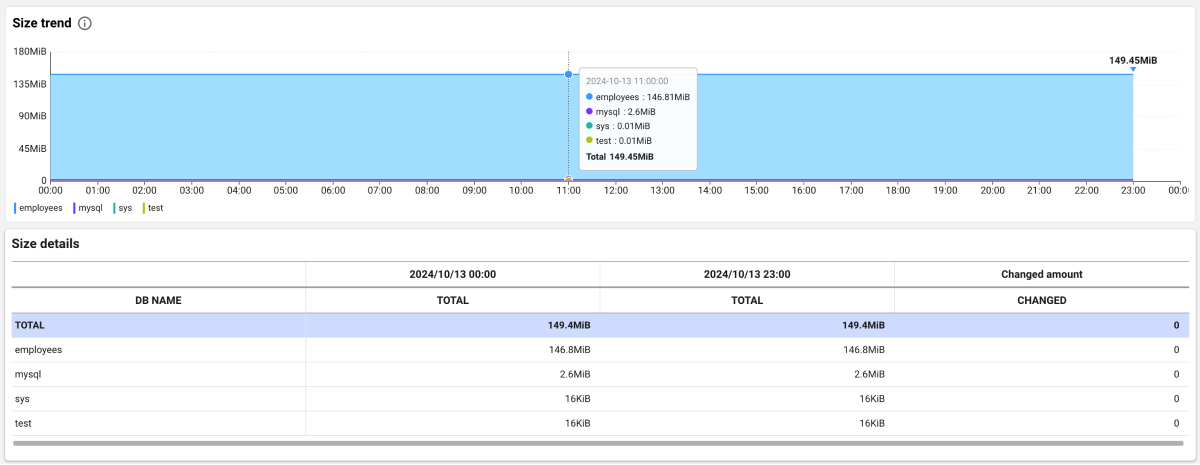 Size trend
180MiB
149.45MiB
135MiB
90MiB
45MiB
0
2024-10-13 11:00:00
employees : 146.81MiB
mysql : 2.6MiB
sys : 0.01MiB
test : 0.01MiB
Total 149.45MiB
00:00 01:00 02:00 03:00 04:00 05:00 06:00 07:00 08:00 09:00 10:00 11:00 12:00 13:00 14:00 15:00 16:00 17:00 18:00 19:00 20:00 21:00 22:00 23:00 00:0
employees mysql sys test
Size details
2024/10/13 00:00 2024/10/13 23:00 Changed amount
DB NAME TOTAL TOTAL CHANGED
TOTAL 149.4MiB 149.4MiB 0
employees 146.8MiB 146.8MiB 0
mysql 2.6MiB 2.6MiB 0
sys 16KiB 16KiB 0
test 16KiB 16KiB 0